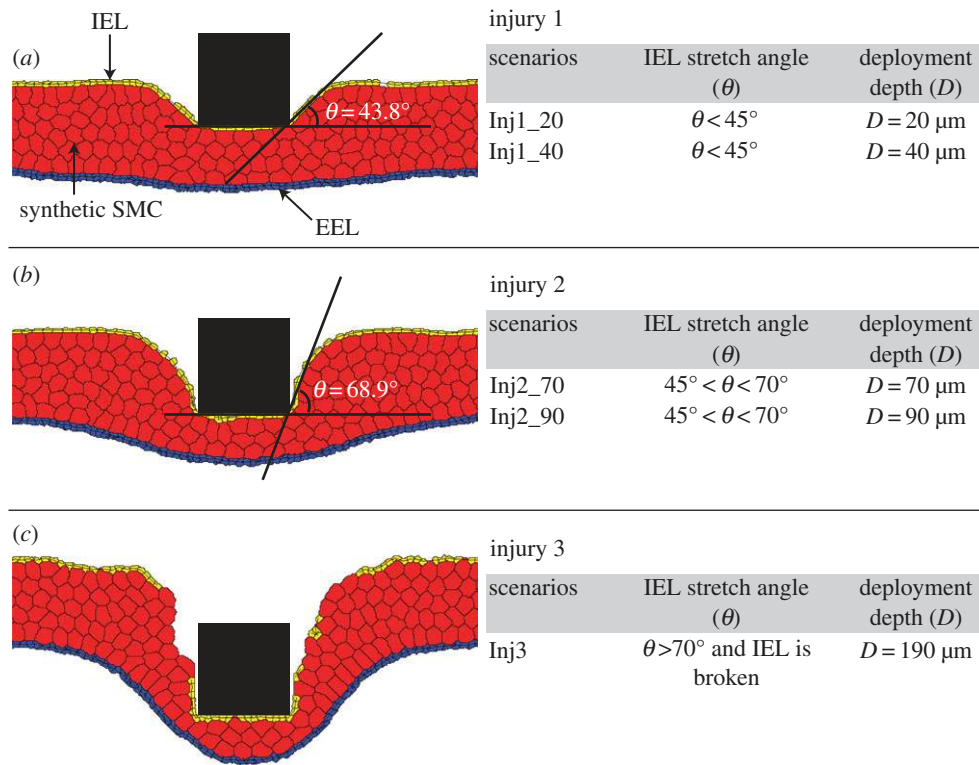 IEL
(a)
θ = 43.8°
synthetic SMC
EEL
injury 1
scenarios IEL stretch angle deployment
(θ) depth (D)
Inj1_20 θ < 45° D = 20 μm
Inj1_40 θ < 45° D = 40 μm
(b)
θ = 68.9°
injury 2
scenarios IEL stretch angle deployment
(θ) depth (D)
Inj2_70 45° < θ < 70° D = 70 μm
Inj2_90 45° < θ < 70° D = 90 μm
(c)
injury 3
scenarios IEL stretch angle deployment
(θ) depth (D)
Inj3 θ >70° and IEL is D = 190 μm
broken